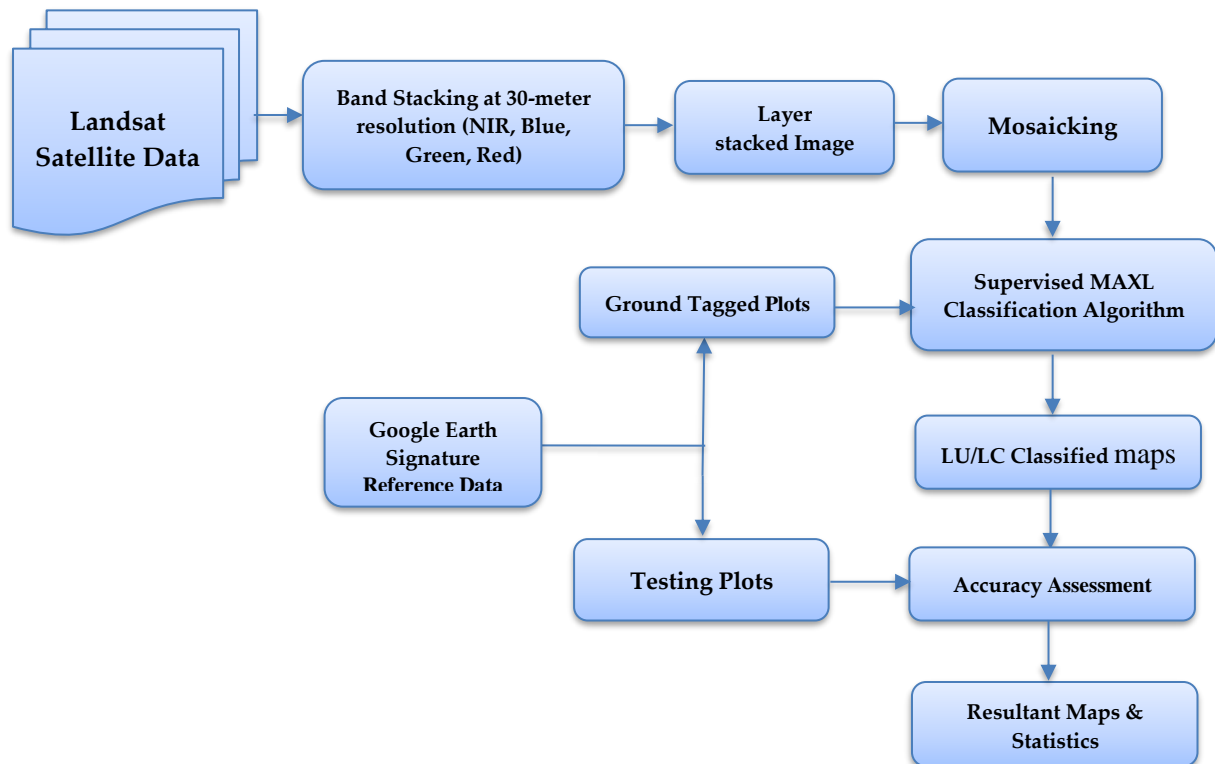 Landsat
Satellite Data
Band Stacking at 30-meter
resolution (NIR, Blue,
Green, Red)
Layer
stacked Image
Mosaicking
Ground Tagged Plots
Supervised MAXL
Classification Algorithm
Google Earth
Signature
Reference Data
LU/LC Classified maps
Testing Plots
Accuracy Assessment
Resultant Maps &
Statistics